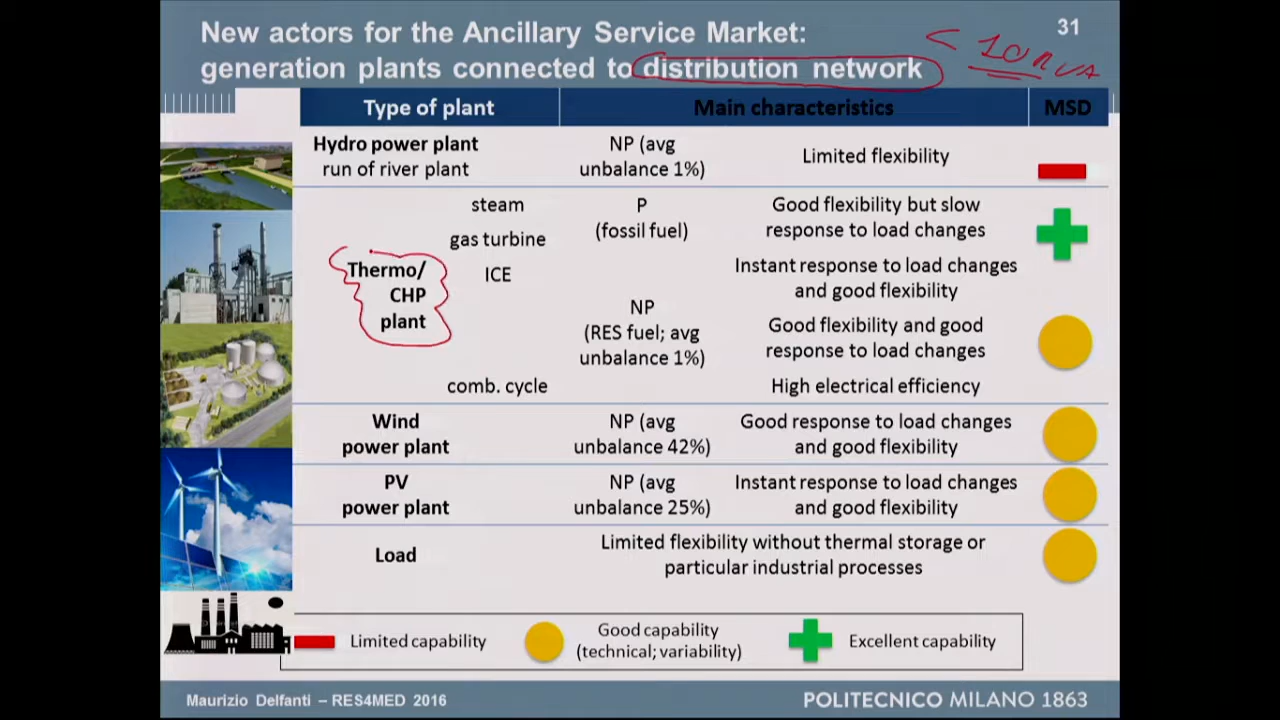 New actors for the Ancillary Service Market:
generation plants connected to distribution network
31
Type of plant
Main characteristics
MSD
Hydro power plant
run of river plant
NP (avg
unbalance 1%)
Limited flexibility
Thermo/
CHP
plant
steam
gas turbine
ICE
comb. cycle
P
(fossil fuel)
NP
(RES fuel; avg
unbalance 1%)
Good flexibility but slow
response to load changes
Instant response to load changes
and good flexibility
Good flexibility and good
response to load changes
High electrical efficiency
Wind
power plant
NP (avg
unbalance 42%)
Good response to load changes
and good flexibility
PV
power plant
NP (avg
unbalance 25%)
Instant response to load changes
and good flexibility
Load
Limited flexibility without thermal storage or
particular industrial processes
Limited capability
Good capability
(technical; variability)
Excellent capability
Maurizio Delfanti – RES4MED 2016
POLITECNICO MILANO 1863